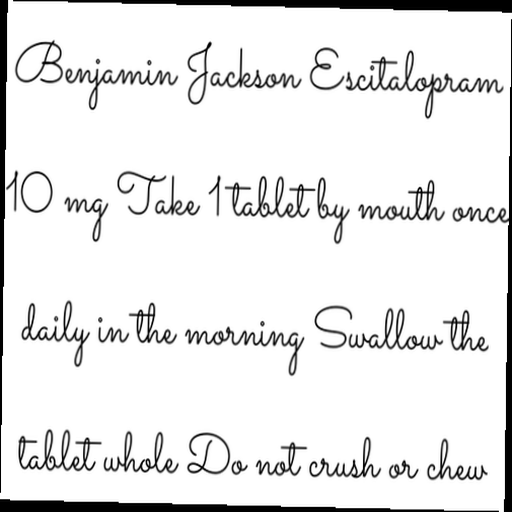 Benjamin Jackson Escitalopram
10 mg Take 1 tablet by mouth once
daily in the morning Swallow the
tablet whole Do not crush or chew